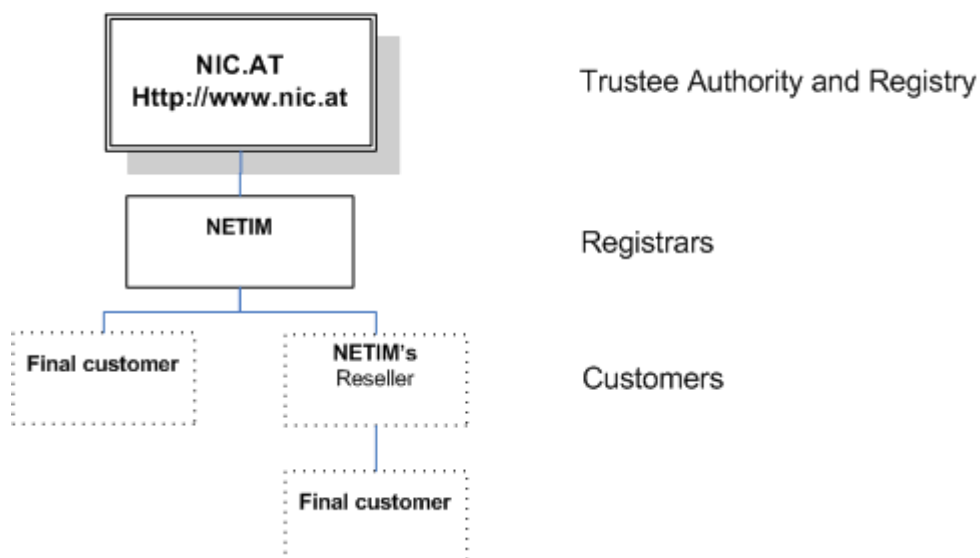 NIC.AT
Http://www.nic.at
Trustee Authority and Registry
NETIM
Registrars
Final customer
NETIM's
Reseller
Customers
Final customer